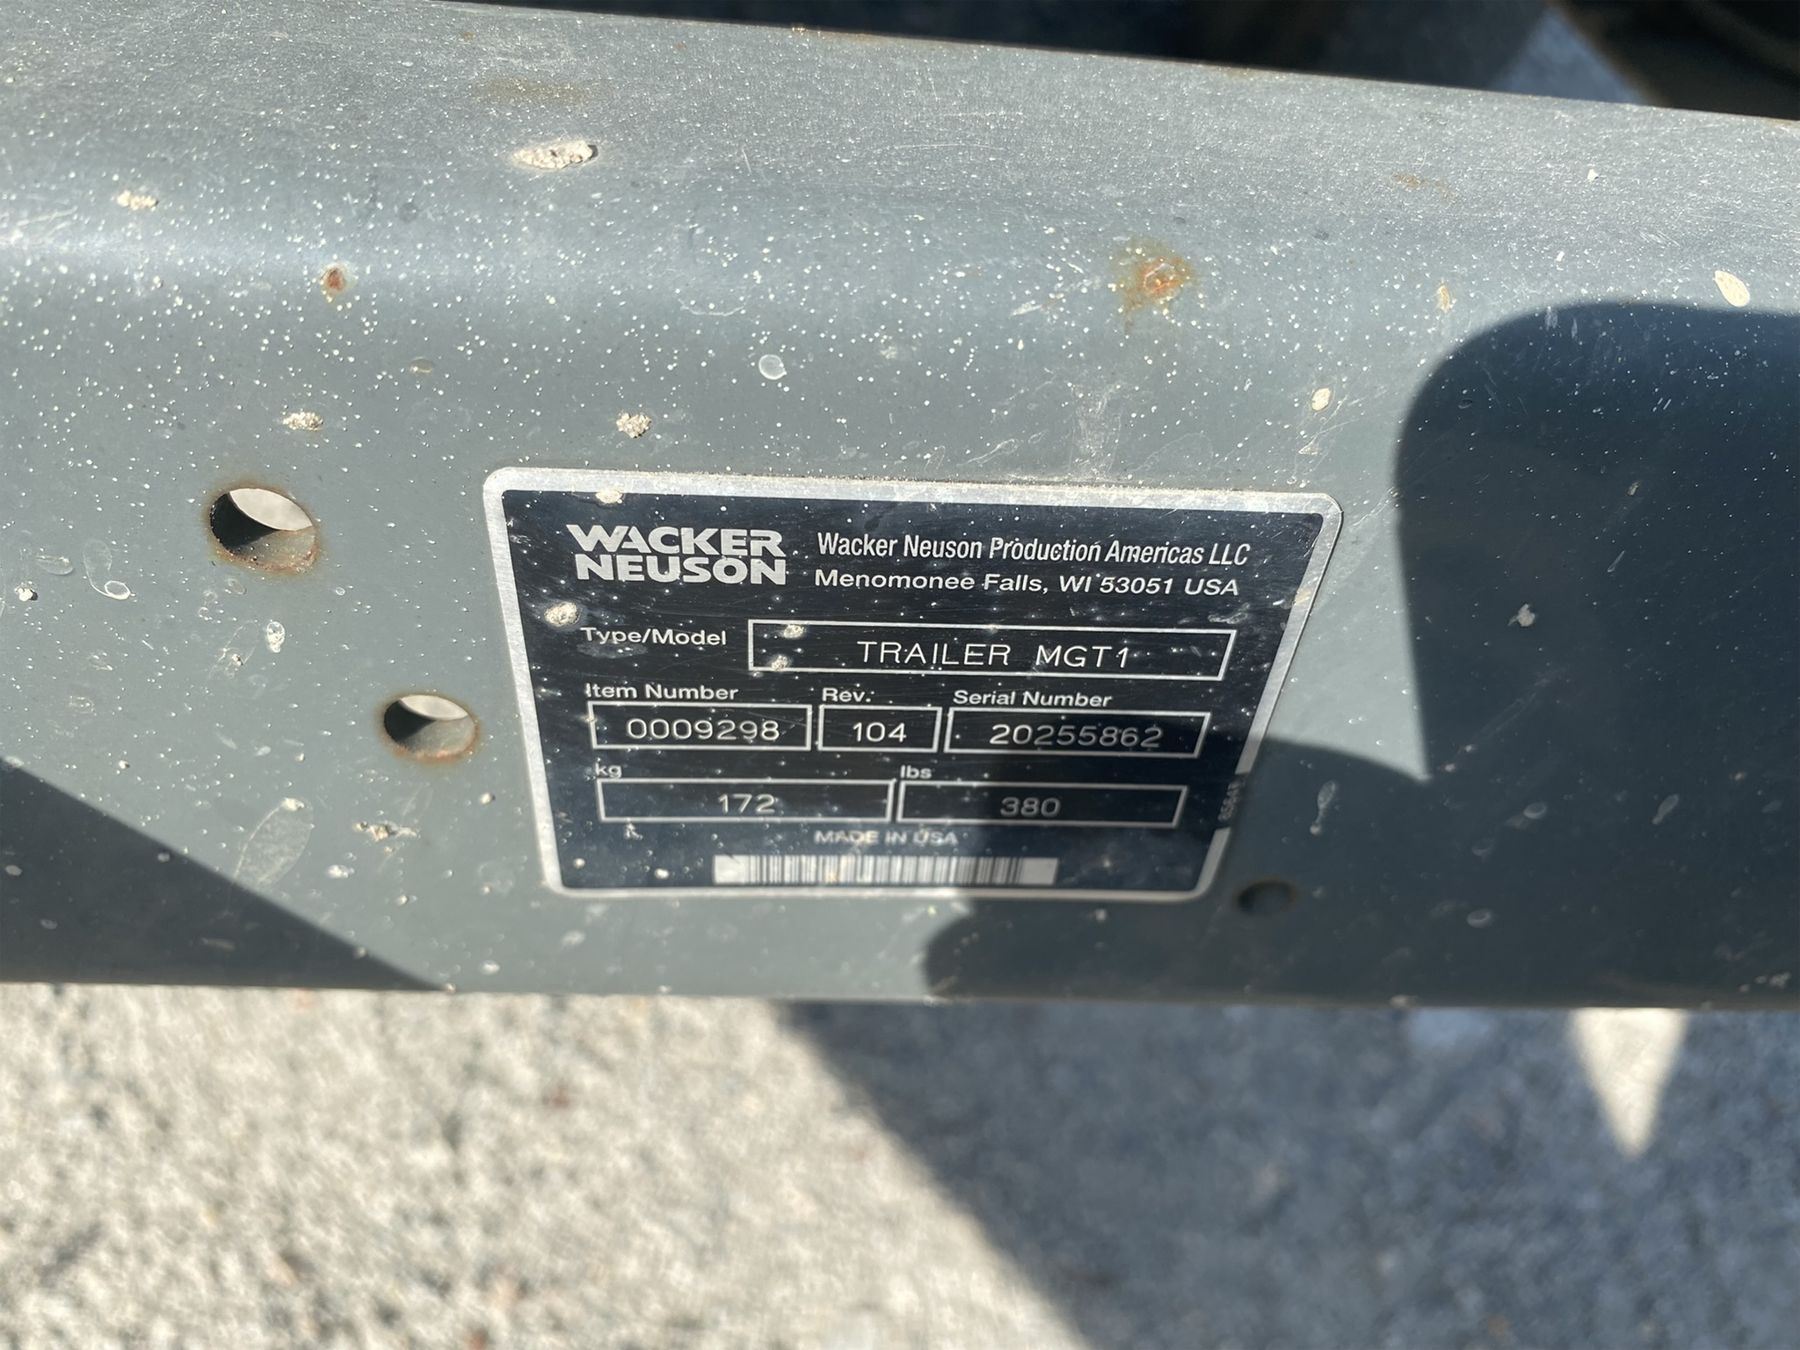 WACKER
NEUSON
Wacker Neuson Production Americas LLC
Menomonee Falls, WI 53051 USA
Type/Model
TRAILER MGT1
Item Number Rev. Serial Number
0009298 104 20255862
kg lbs
172 380
MADE IN USA